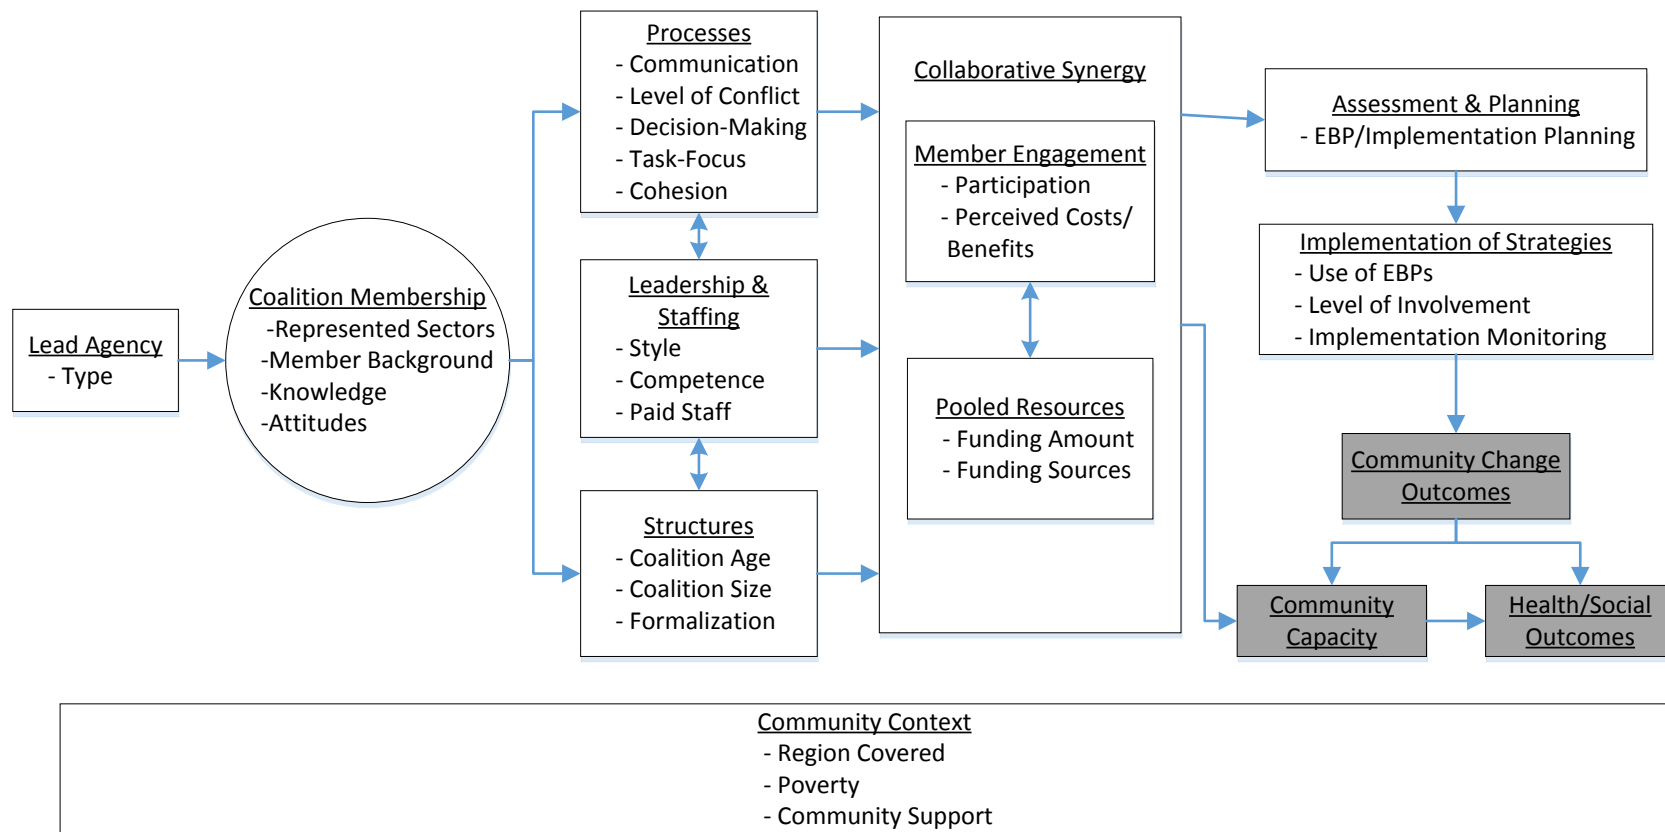 Lead Agency
- Type
Coalition Membership
-Represented Sectors
-Member Background
-Knowledge
-Attitudes
Processes
- Communication
- Level of Conflict
- Decision-Making
- Task-Focus
- Cohesion
Leadership &
Staffing
- Style
- Competence
- Paid Staff
Structures
- Coalition Age
- Coalition Size
- Formalization
Collaborative Synergy
Member Engagement
- Participation
- Perceived Costs/
Benefits
Pooled Resources
- Funding Amount
- Funding Sources
Assessment & Planning
- EBP/Implementation Planning
Implementation of Strategies
- Use of EBPs
- Level of Involvement
- Implementation Monitoring
Community Change
Outcomes
Community
Capacity
Health/Social
Outcomes
Community Context
- Region Covered
- Poverty
- Community Support